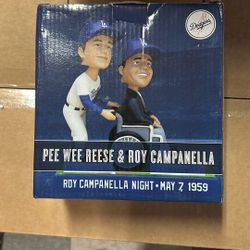 Dodgers
PEE WEE REESE & ROY CAMPANELLA
ROY CAMPANELLA NIGHT • MAY 7, 1959